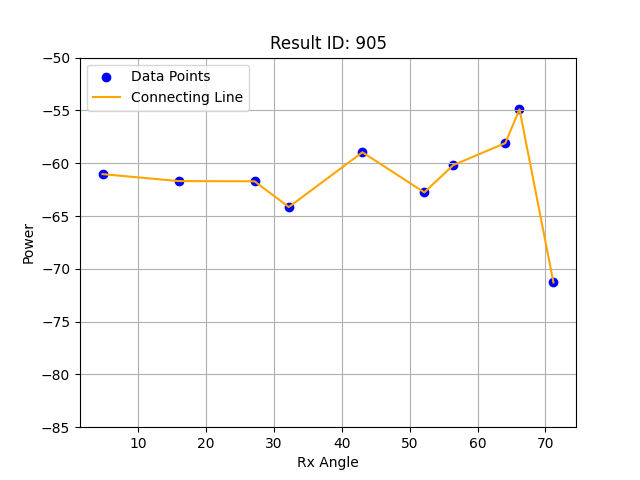 Result ID: 905
Data Points
Connecting Line
Power
−50
−55
−60
−65
−70
−75
−80
−85
10 20 30 40 50 60 70
Rx Angle